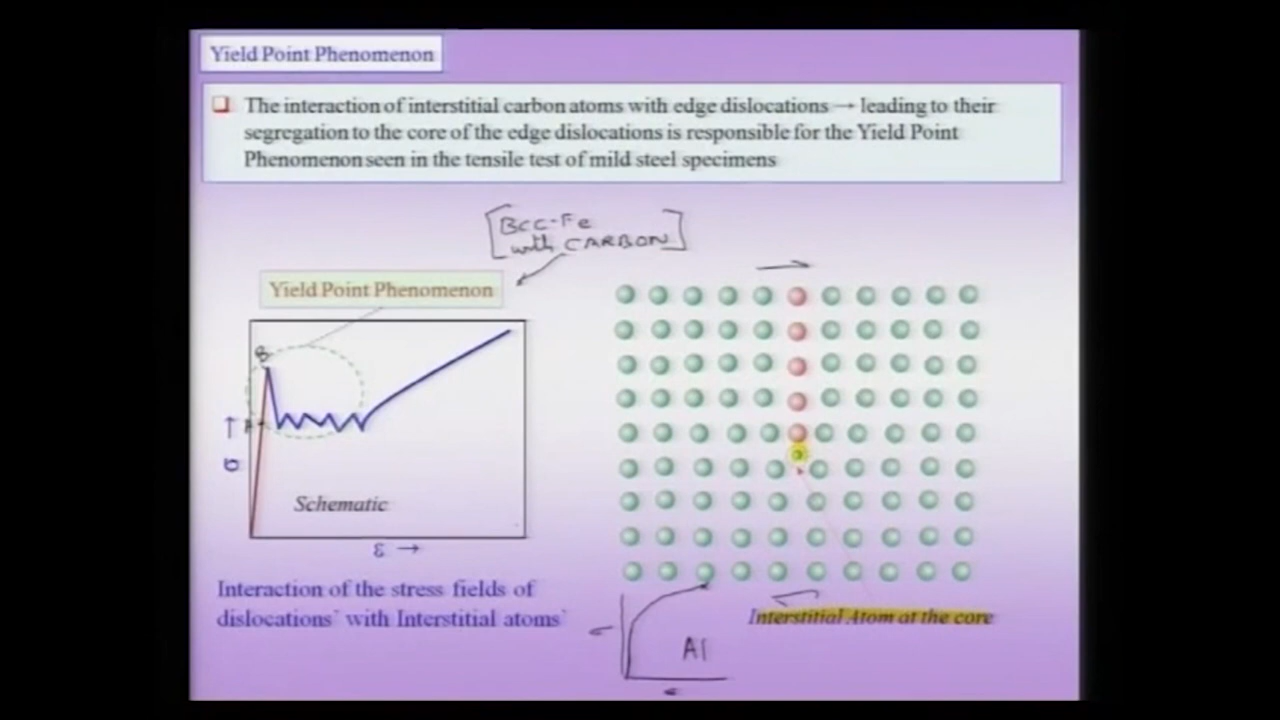 Yield Point Phenomenon
❑ The interaction of interstitial carbon atoms with edge dislocations → leading to their
segregation to the core of the edge dislocations is responsible for the Yield Point
Phenomenon seen in the tensile test of mild steel specimens
[BCC-Fe
with CARBON]
Yield Point Phenomenon
B
A
σ →
Schematic
ε →
Interaction of the stress fields of
dislocations` with Interstitial atoms`
Interstitial Atom at the core
Al